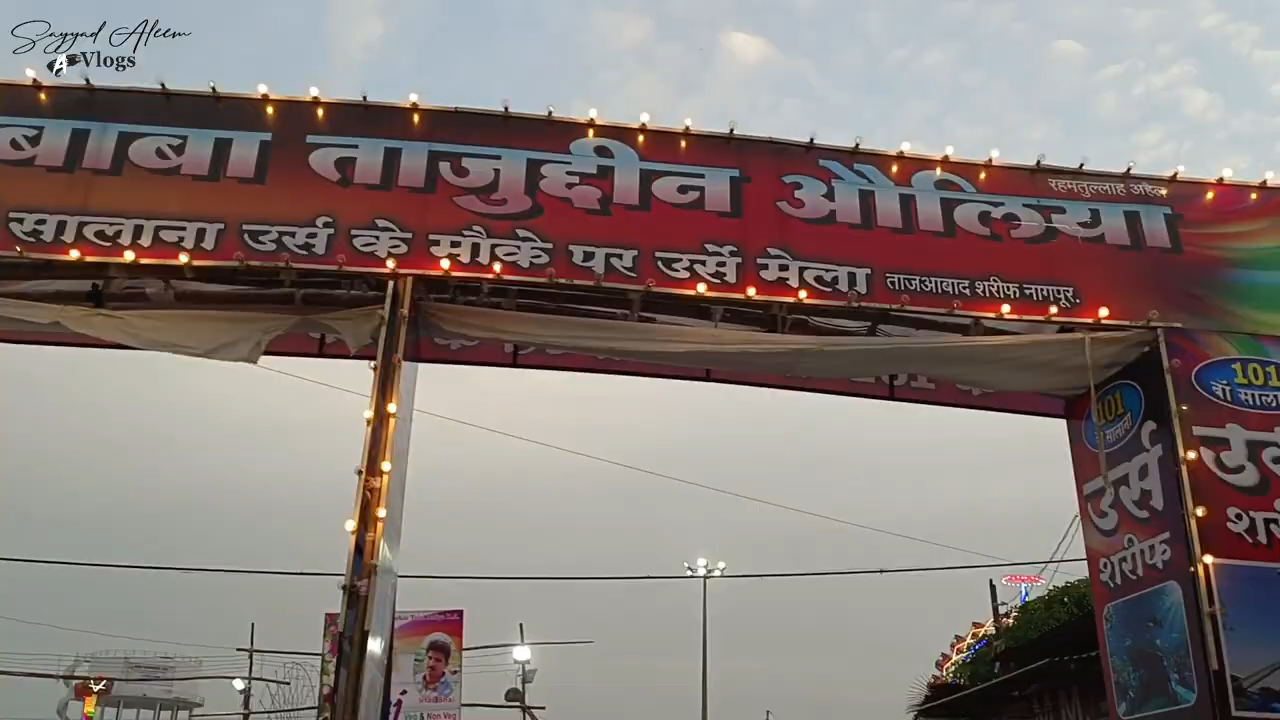 Sayyad Aleem
A Vlogs
बाबा ताजुद्दीन औलिया
रहमतुल्लाह अलैह
सालाना उर्स के मौके पर उर्से मेला ताजआबाद शरीफ नागपूर.
101
वाँ सालाना
उर्स
शरीफ
101
वाँ साला
उ
शरी
Veg & Non Veg